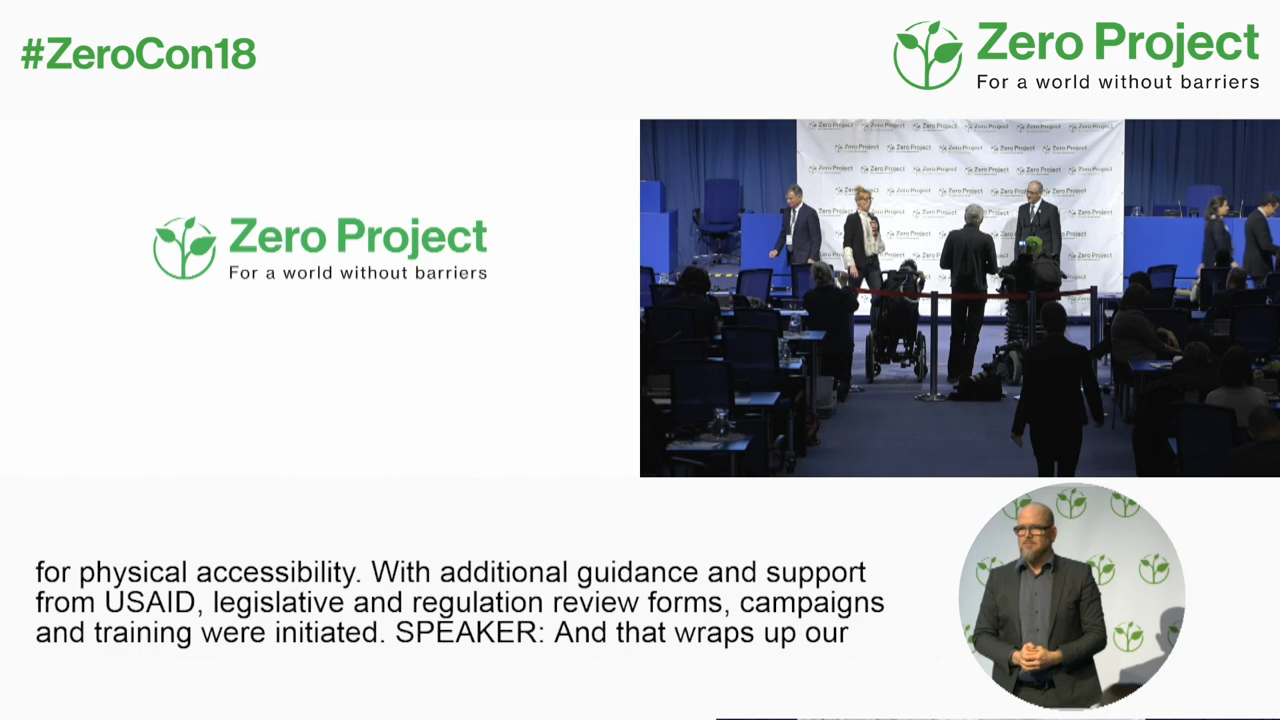 #ZeroCon18
Zero Project
For a world without barriers
Zero Project
For a world without barriers
for physical accessibility. With additional guidance and support
from USAID, legislative and regulation review forms, campaigns
and training were initiated. SPEAKER: And that wraps up our